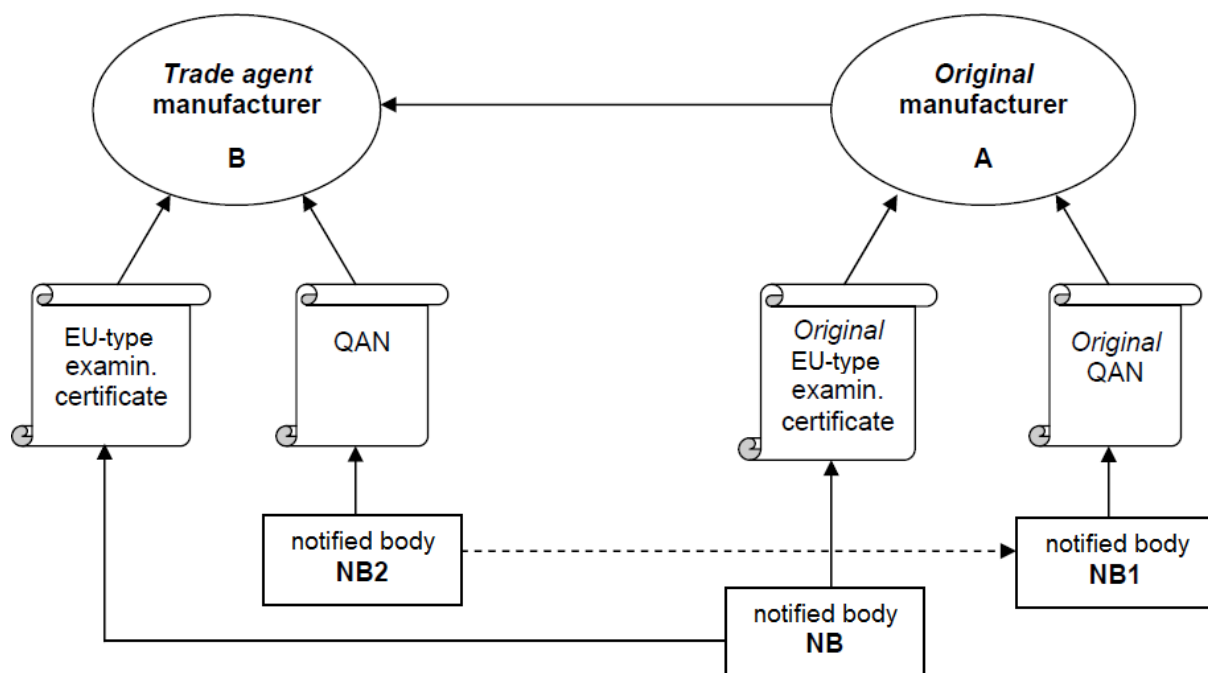 Trade agent
manufacturer
B
Original
manufacturer
A
EU-type
examin.
certificate
QAN
Original
EU-type
examin.
certificate
Original
QAN
notified body
NB2
notified body
NB
notified body
NB1